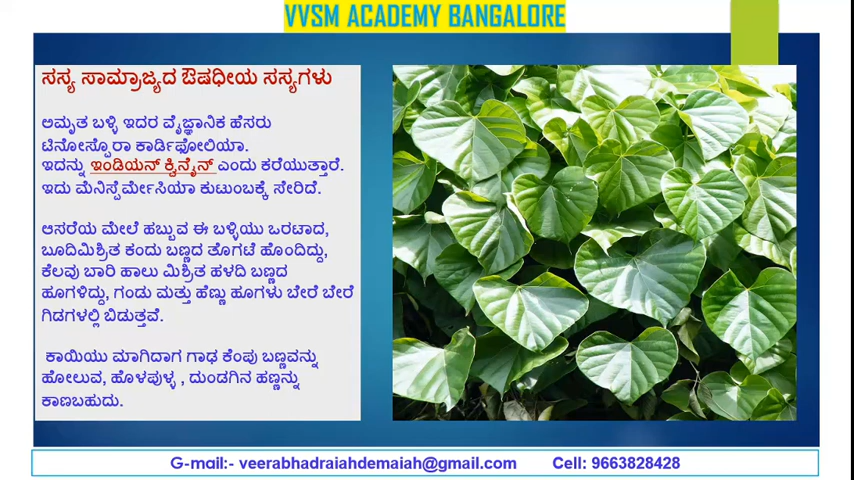 VVSM ACADEMY BANGALORE
ಸಸ್ಯ ಸಾಮ್ರಾಜ್ಯದ ಔಷಧೀಯ ಸಸ್ಯಗಳು
ಅಮೃತ ಬಳ್ಳಿ ಇದರ ವೈಜ್ಞಾನಿಕ ಹೆಸರು
ಟಿನೋಸ್ಪೊರಾ ಕಾರ್ಡಿಫೋಲಿಯಾ.
ಇದನ್ನು ಇಂಡಿಯನ್ ಕ್ವಿನೈನ್ ಎಂದು ಕರೆಯುತ್ತಾರೆ.
ಇದು ಮೆನಿಸ್ಪೆರ್ಮೇಸಿಯಾ ಕುಟುಂಬಕ್ಕೆ ಸೇರಿದೆ.
ಆಸರೆಯ ಮೇಲೆ ಹಬ್ಬುವ ಈ ಬಳ್ಳಿಯು ಒರಟಾದ,
ಬೂದಿಮಿಶ್ರಿತ ಕಂದು ಬಣ್ಣದ ತೊಗಟೆ ಹೊಂದಿದ್ದು,
ಕೆಲವು ಬಾರಿ ಹಾಲು ಮಿಶ್ರಿತ ಹಳದಿ ಬಣ್ಣದ
ಹೂಗಳಿದ್ದು, ಗಂಡು ಮತ್ತು ಹೆಣ್ಣು ಹೂಗಳು ಬೇರೆ ಬೇರೆ
ಗಿಡಗಳಲ್ಲಿ ಬಿಡುತ್ತವೆ.
ಕಾಯಿಯು ಮಾಗಿದಾಗ ಗಾಢ ಕೆಂಪು ಬಣ್ಣವನ್ನು
ಹೋಲುವ, ಹೊಳಪುಳ್ಳ , ದುಂಡಗಿನ ಹಣ್ಣನ್ನು
ಕಾಣಬಹುದು.
G-mail:- veerabhadraiahdemaiah@gmail.com Cell: 9663828428